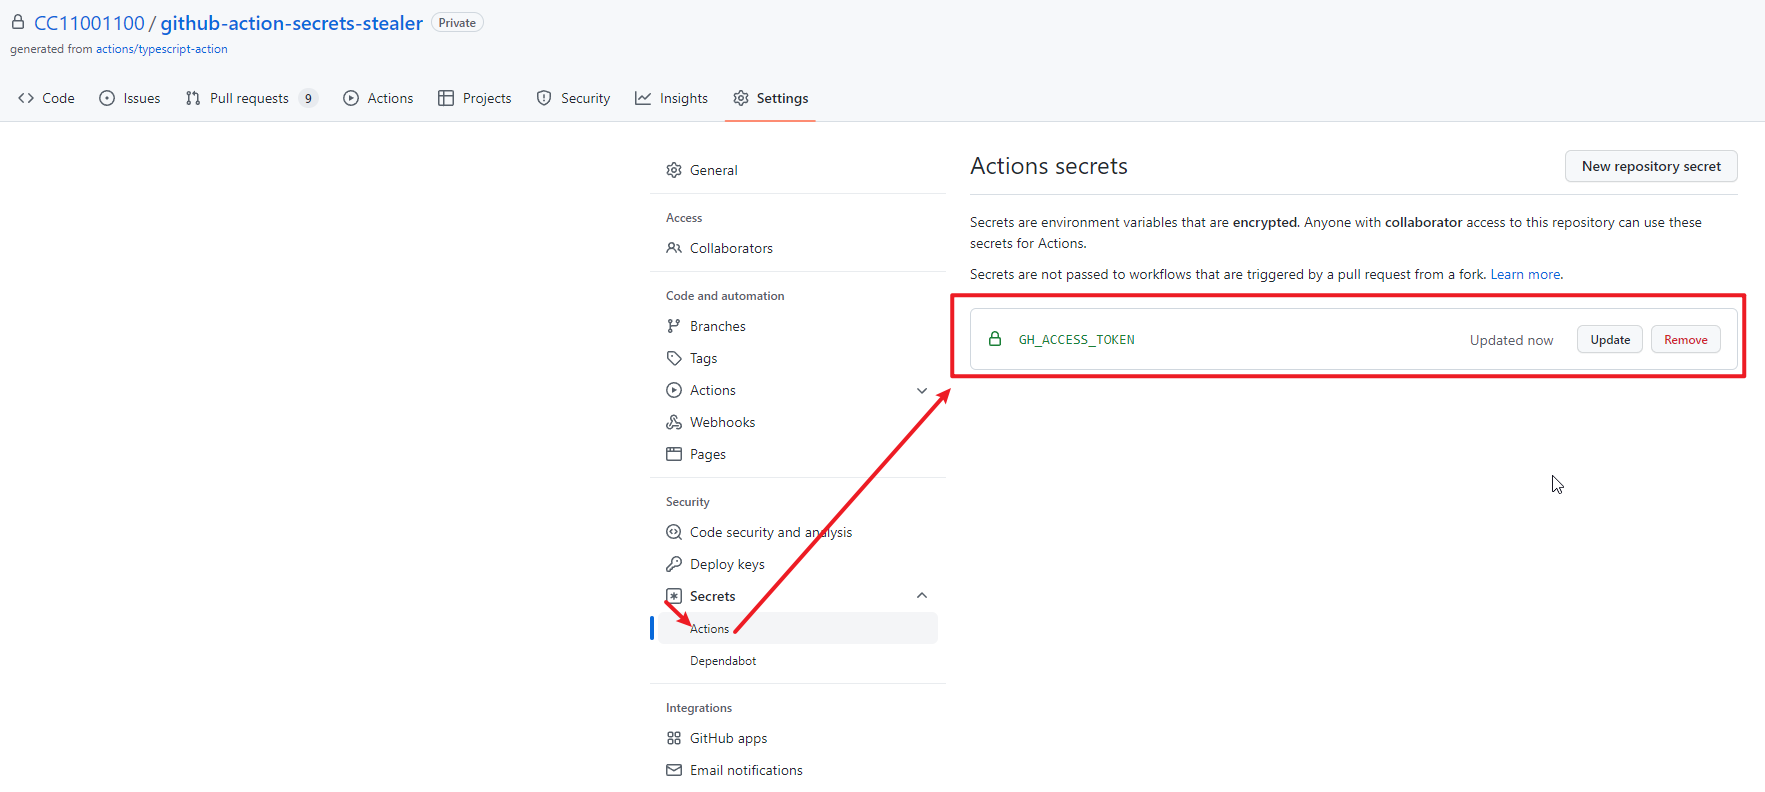 CC11001100 / github-action-secrets-stealer Private
generated from actions/typescript-action
Code Issues Pull requests 9 Actions Projects Security Insights Settings
General
Access
Collaborators
Code and automation
Branches
Tags
Actions
Webhooks
Pages
Security
Code security and analysis
Deploy keys
Secrets
Actions
Dependabot
Integrations
GitHub apps
Email notifications
Actions secrets
New repository secret
Secrets are environment variables that are encrypted. Anyone with collaborator access to this repository can use these
secrets for Actions.
Secrets are not passed to workflows that are triggered by a pull request from a fork. Learn more.
GH_ACCESS_TOKEN Updated now Update Remove